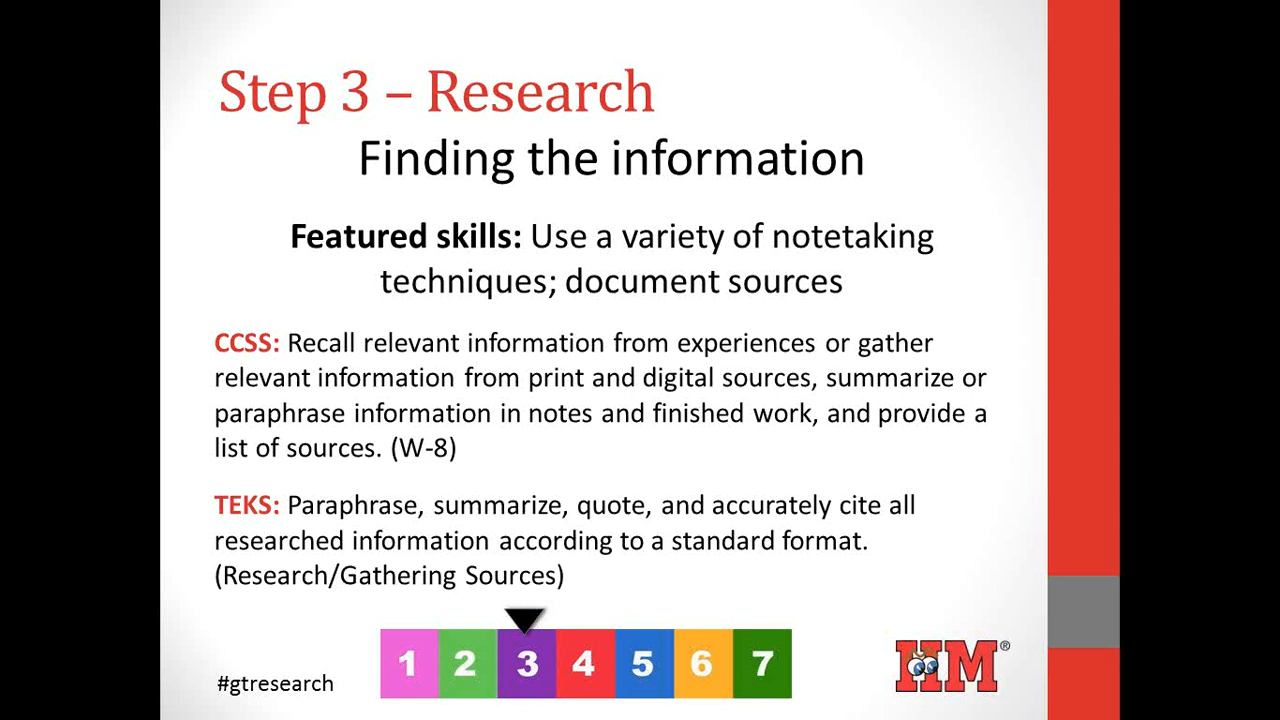 Step 3 – Research
Finding the information
Featured skills: Use a variety of notetaking
techniques; document sources
CCSS: Recall relevant information from experiences or gather
relevant information from print and digital sources, summarize or
paraphrase information in notes and finished work, and provide a
list of sources. (W-8)
TEKS: Paraphrase, summarize, quote, and accurately cite all
researched information according to a standard format.
(Research/Gathering Sources)
1 2 3 4 5 6 7
#gtresearch
HM®